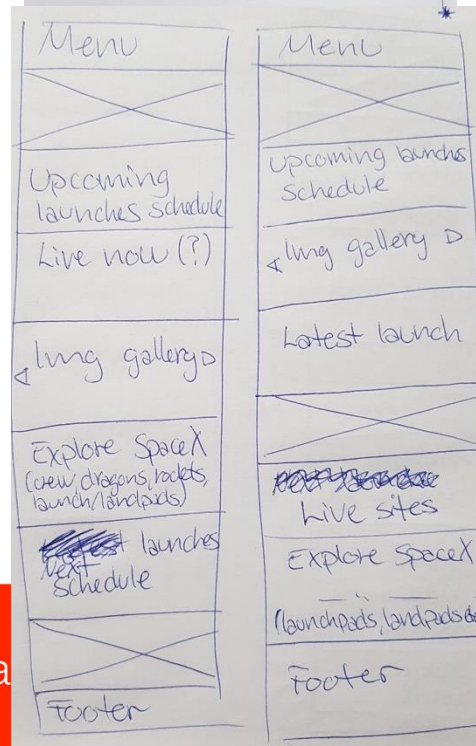 Menu
Upcoming
launches schedule
Live now (?)
Img gallery
Explore SpaceX
(crew, dragons, rockets,
launch/landpads)
launches
Next
schedule
Footer
Menu
Upcoming launches
schedule
Img gallery
Latest launch
Live sites
Explore SpaceX
(launchpads, landpads
Footer
a